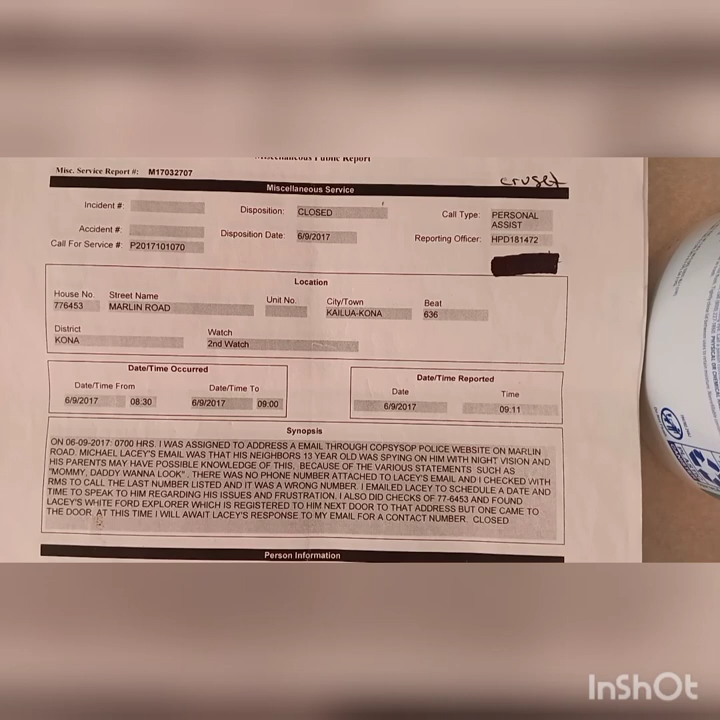 Miscellaneous Public Report
Misc. Service Report #: M17032707
cruset
Miscellaneous Service
Incident #:
Disposition: CLOSED
Call Type: PERSONAL ASSIST
Accident #:
Disposition Date: 6/9/2017
Reporting Officer: HPD181472
Call For Service #: P2017101070
Location
House No. Street Name Unit No. City/Town Beat
776453 MARLIN ROAD KAILUA-KONA 636
District Watch
KONA 2nd Watch
Date/Time Occurred
Date/Time From Date/Time To
6/9/2017 08:30 6/9/2017 09:00
Date/Time Reported
Date Time
6/9/2017 09:11
Synopsis
ON 06-09-2017: 0700 HRS. I WAS ASSIGNED TO ADDRESS A EMAIL THROUGH COPSYSOP POLICE WEBSITE ON MARLIN
ROAD. MICHAEL LACEY'S EMAIL WAS THAT HIS NEIGHBORS 13 YEAR OLD WAS SPYING ON HIM WITH NIGHT VISION AND
HIS PARENTS MAY HAVE POSSIBLE KNOWLEDGE OF THIS, BECAUSE OF THE VARIOUS STATEMENTS SUCH AS
"MOMMY, DADDY WANNA LOOK". THERE WAS NO PHONE NUMBER ATTACHED TO LACEY'S EMAIL AND I CHECKED WITH
RMS TO CALL THE LAST NUMBER LISTED AND IT WAS A WRONG NUMBER. I EMAILED LACEY TO SCHEDULE A DATE AND
TIME TO SPEAK TO HIM REGARDING HIS ISSUES AND FRUSTRATION. I ALSO DID CHECKS OF 77-6453 AND FOUND
LACEY'S WHITE FORD EXPLORER WHICH IS REGISTERED TO HIM NEXT DOOR TO THAT ADDRESS BUT ONE CAME TO
THE DOOR. AT THIS TIME I WILL AWAIT LACEY'S RESPONSE TO MY EMAIL FOR A CONTACT NUMBER. CLOSED
Person Information
InShOt